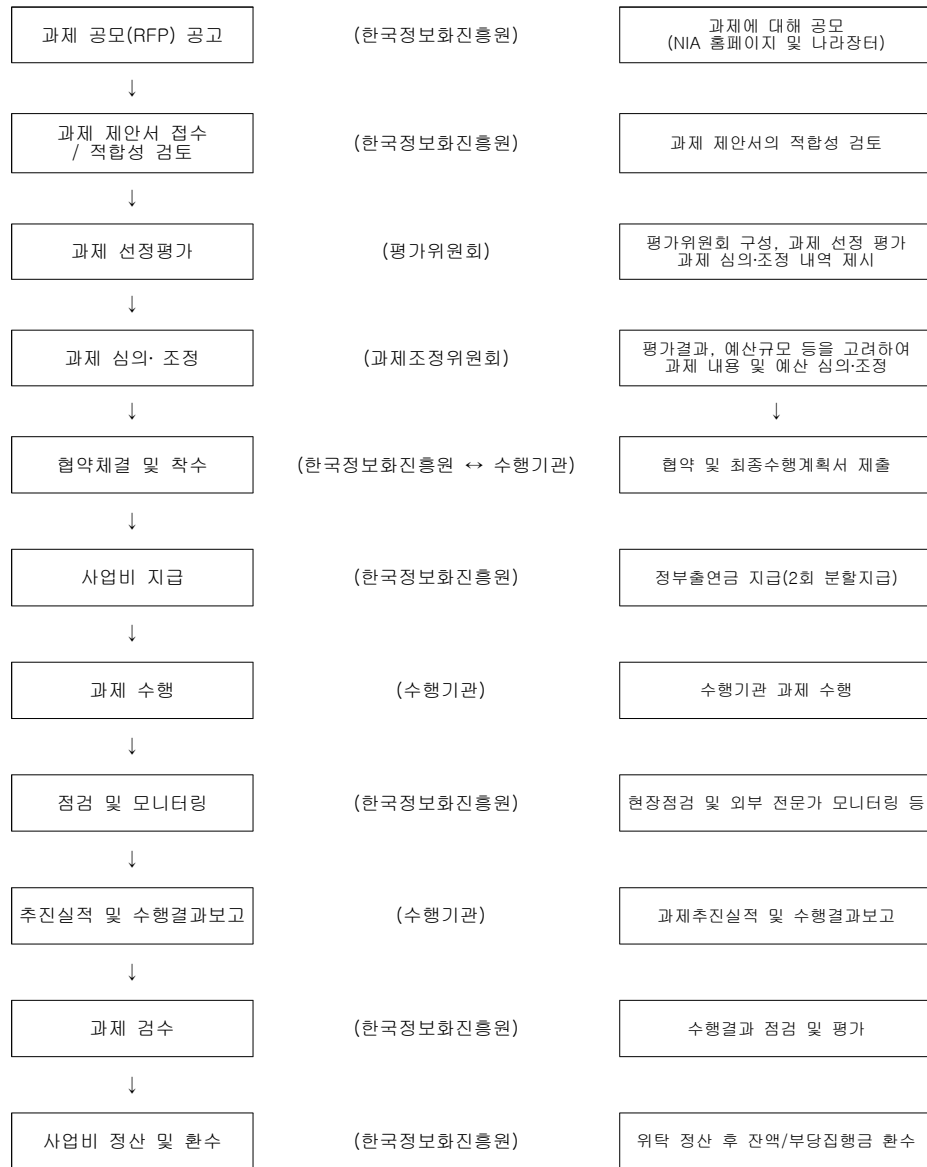 과제 공모(RFP) 공고
(한국정보화진흥원)
과제에 대해 공모
(NIA 홈페이지 및 나라장터)
↓
과제 제안서 접수
/ 적합성 검토
(한국정보화진흥원)
과제 제안서의 적합성 검토
↓
과제 선정평가
(평가위원회)
평가위원회 구성, 과제 선정 평가
과제 심의·조정 내역 제시
↓
과제 심의· 조정
(과제조정위원회)
평가결과, 예산규모 등을 고려하여
과제 내용 및 예산 심의·조정
↓ ↓
협약체결 및 착수
(한국정보화진흥원 ↔ 수행기관)
협약 및 최종수행계획서 제출
↓
사업비 지급
(한국정보화진흥원)
정부출연금 지급(2회 분할지급)
↓
과제 수행
(수행기관)
수행기관 과제 수행
↓
점검 및 모니터링
(한국정보화진흥원)
현장점검 및 외부 전문가 모니터링 등
↓
추진실적 및 수행결과보고
(수행기관)
과제추진실적 및 수행결과보고
↓
과제 검수
(한국정보화진흥원)
수행결과 점검 및 평가
↓
사업비 정산 및 환수
(한국정보화진흥원)
위탁 정산 후 잔액/부당집행금 환수